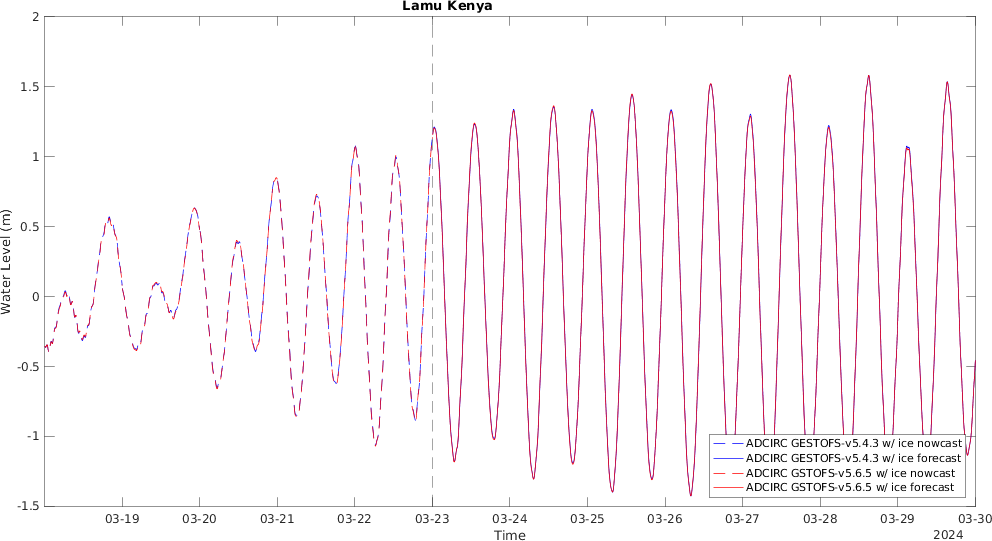 Lamu Kenya
2
1.5
1
0.5
0
-0.5
-1
-1.5
Water Level (m)
ADCIRC GESTOFS-v5.4.3 w/ ice nowcast
ADCIRC GESTOFS-v5.4.3 w/ ice forecast
ADCIRC GSTOFS-v5.6.5 w/ ice nowcast
ADCIRC GSTOFS-v5.6.5 w/ ice forecast
03-19 03-20 03-21 03-22 03-23 03-24 03-25 03-26 03-27 03-28 03-29 03-30
Time
2024